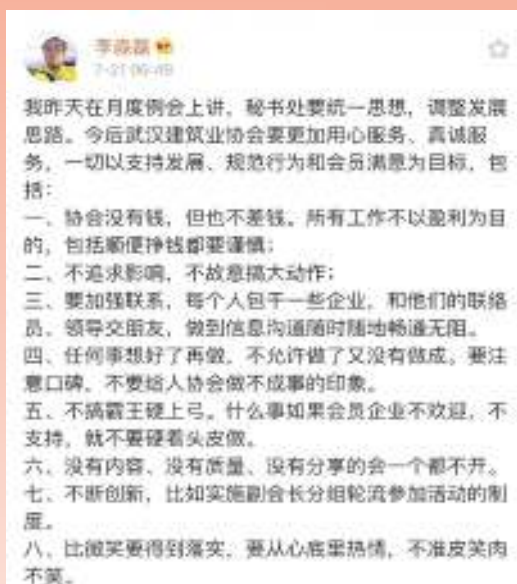 李森磊
7-21 06:49
我昨天在月度例会上讲，秘书处要统一思想，调整发展
思路。今后武汉建筑业协会要更加用心服务、真诚服
务，一切以支持发展、规范行为和会员满意为目标，包
括：
一、协会没有钱，但也不差钱。所有工作不以盈利为目
的，包括顺便挣钱都要谨慎；
二、不追求影响，不故意搞大动作；
三、要加强联系，每个人包干一些企业，和他们的联络
员、领导交朋友，做到信息沟通随时随地畅通无阻。
四、任何事想好了再做，不允许做了又没有做成。要注
意口碑，不要给人协会做不成事的印象。
五、不搞霸王硬上弓。什么事如果会员企业不欢迎，不
支持，就不要硬着头皮做。
六、没有内容、没有质量、没有分享的会一个都不开。
七、不断创新，比如实施副会长分组轮流参加活动的制
度。
八、比微笑要得到落实，要从心底里热情，不准皮笑肉
不笑。